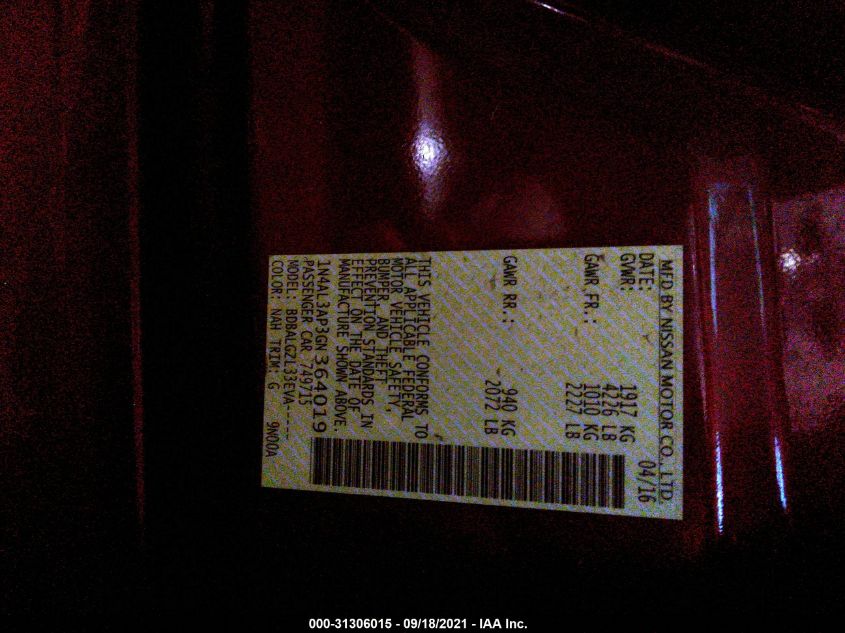 MFD BY NISSAN MOTOR CO., LTD
DATE: 04/16
GVWR: 1917 KG
4226 LB
GAWR FR.: 1010 KG
2227 LB
GAWR RR.: 940 KG
2072 LB
THIS VEHICLE CONFORMS TO
ALL APPLICABLE FEDERAL
MOTOR VEHICLE SAFETY,
BUMPER, AND THEFT
PREVENTION STANDARDS IN
EFFECT ON THE DATE OF
MANUFACTURE SHOWN ABOVE.
1N4AL3AP3GN364019
PASSENGER CAR 749715
MODEL: BDBALGZL33EVA-----
COLOR: NAH TRIM: G 9N00A
000-31306015 - 09/18/2021 - IAA Inc.